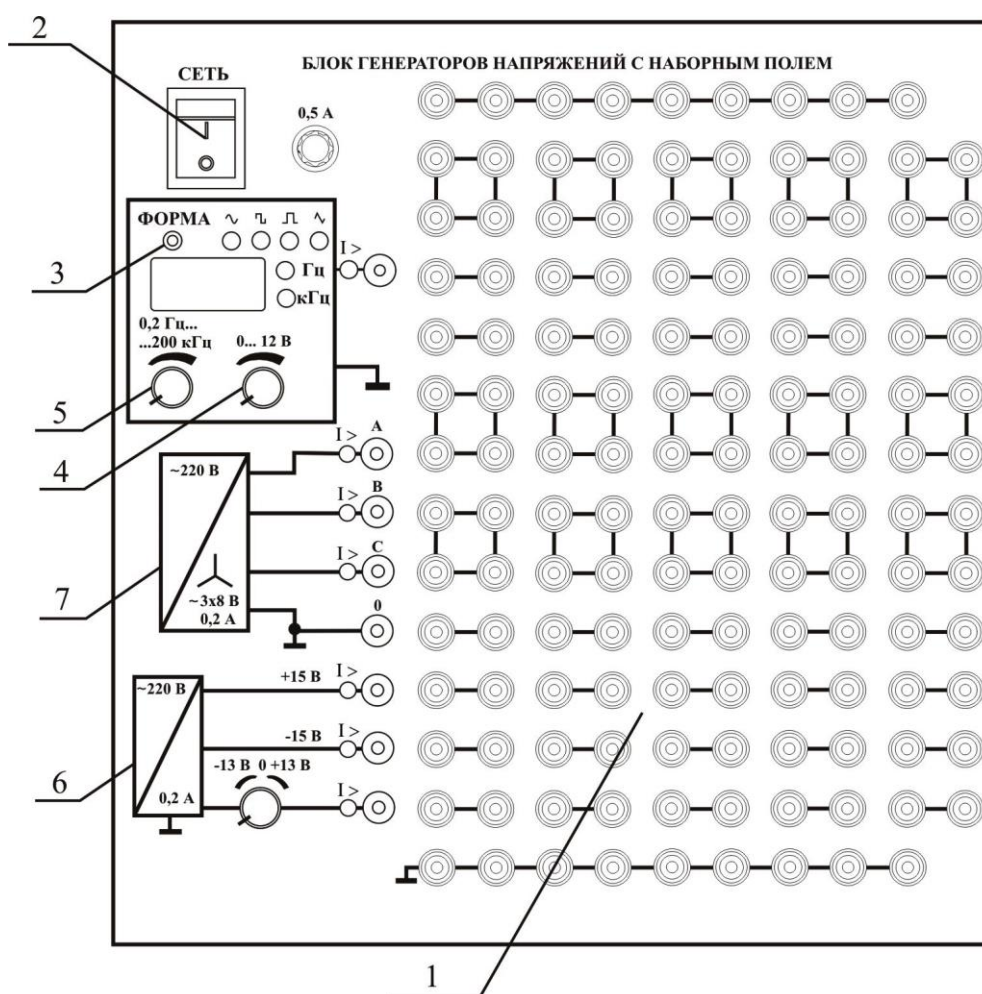 2
БЛОК ГЕНЕРАТОРОВ НАПРЯЖЕНИЙ С НАБОРНЫМ ПОЛЕМ
СЕТЬ
0,5 А
ФОРМА
I >
3
Гц
кГц
0,2 Гц...
...200 кГц
0... 12 В
5
4
I >
А
~220 В
I >
В
I >
С
7
~3х8 В
0,2 А
0
~220 В
+15 В
I >
-15 В
I >
6
-13 В 0 +13 В
I >
0,2 А
1